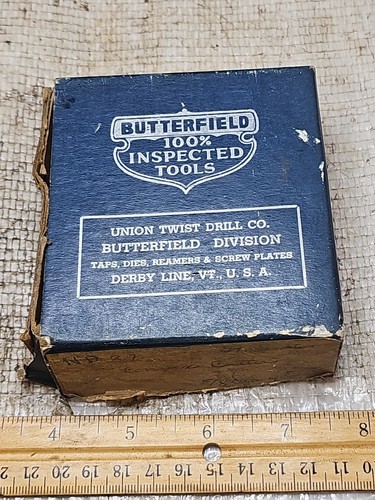 BUTTERFIELD
100%
INSPECTED
TOOLS
UNION TWIST DRILL CO.
BUTTERFIELD DIVISION
TAPS, DIES, REAMERS & SCREW PLATES
DERBY LINE, VT., U. S. A.
4 5 6 7 8
21 20 19 18 17 16 15 14 13 12 11 10